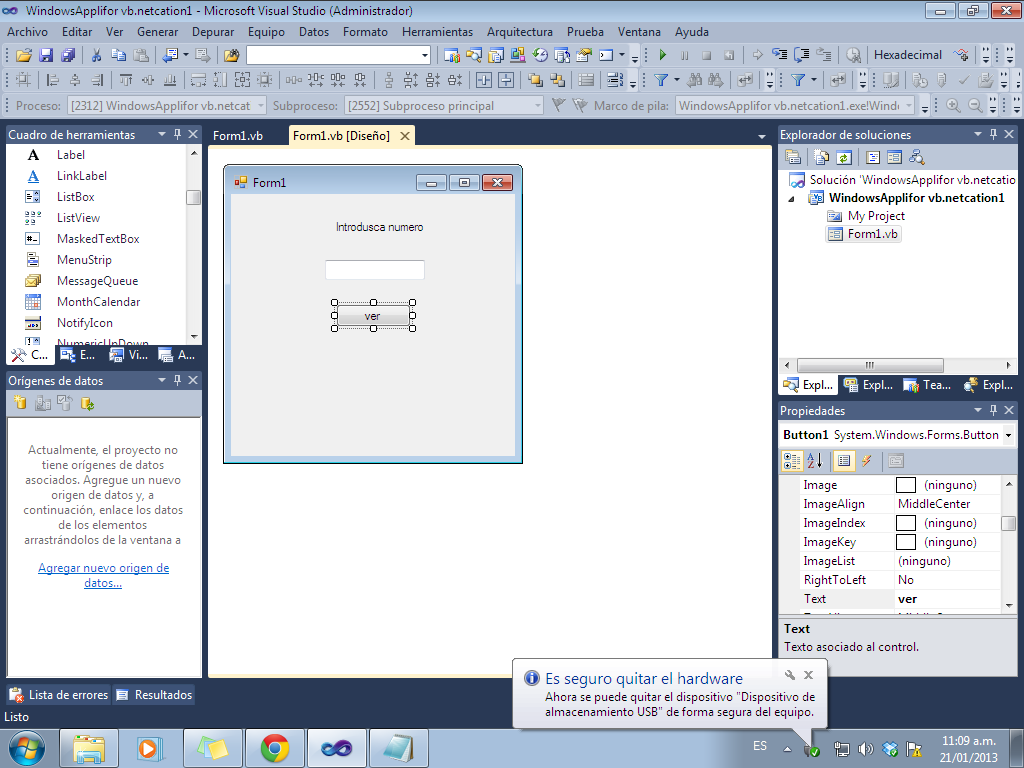 WindowsApplifor vb.netcation1 - Microsoft Visual Studio (Administrador)
Archivo Editar Ver Generar Depurar Equipo Datos Formato Herramientas Arquitectura Prueba Ventana Ayuda
Hexadecimal
Proceso: [2312] WindowsApplifor vb.netcat Subproceso: [2552] Subproceso principal Marco de pila: WindowsApplifor vb.netcation1.exe!Windo
Cuadro de herramientas
Label
LinkLabel
ListBox
ListView
MaskedTextBox
MenuStrip
MessageQueue
MonthCalendar
NotifyIcon
NumericUpDown
C... E... Vi... A...
Orígenes de datos
Actualmente, el proyecto no
tiene orígenes de datos
asociados. Agregue un nuevo
origen de datos y, a
continuación, enlace los datos
de los elementos
arrastrándolos de la ventana a
Agregar nuevo origen de
datos...
Lista de errores Resultados
Listo
Form1.vb Form1.vb [Diseño]
Form1
Introdusca numero
ver
Explorador de soluciones
Solución 'WindowsApplifor vb.netcation
WindowsApplifor vb.netcation1
My Project
Form1.vb
Expl... Expl... Tea... Expl...
Propiedades
Button1 System.Windows.Forms.Button
Image (ninguno)
ImageAlign MiddleCenter
ImageIndex (ninguno)
ImageKey (ninguno)
ImageList (ninguno)
RightToLeft No
Text ver
Text
Texto asociado al control.
Es seguro quitar el hardware
Ahora se puede quitar el dispositivo "Dispositivo de
almacenamiento USB" de forma segura del equipo.
ES
11:09 a.m.
21/01/2013